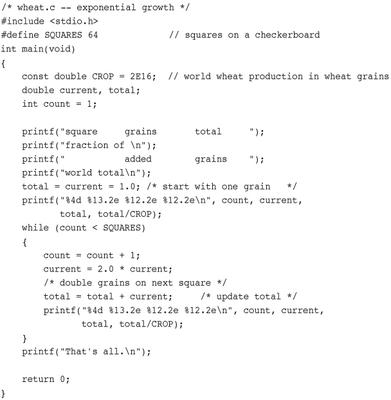 /* wheat.c -- exponential growth */
#include <stdio.h>
#define SQUARES 64             // squares on a checkerboard
int main(void)
{
    const double CROP = 2E16;  // world wheat production in wheat grains
    double current, total;
    int count = 1;

    printf("square     grains       total     ");
    printf("fraction of \n");
    printf("           added        grains    ");
    printf("world total\n");
    total = current = 1.0; /* start with one grain   */
    printf("%4d %13.2e %12.2e %12.2e\n", count, current,
           total, total/CROP);
    while (count < SQUARES)
    {
        count = count + 1;
        current = 2.0 * current;
        /* double grains on next square */
        total = total + current;     /* update total */
        printf("%4d %13.2e %12.2e %12.2e\n", count, current,
               total, total/CROP);
    }
    printf("That's all.\n");

    return 0;
}